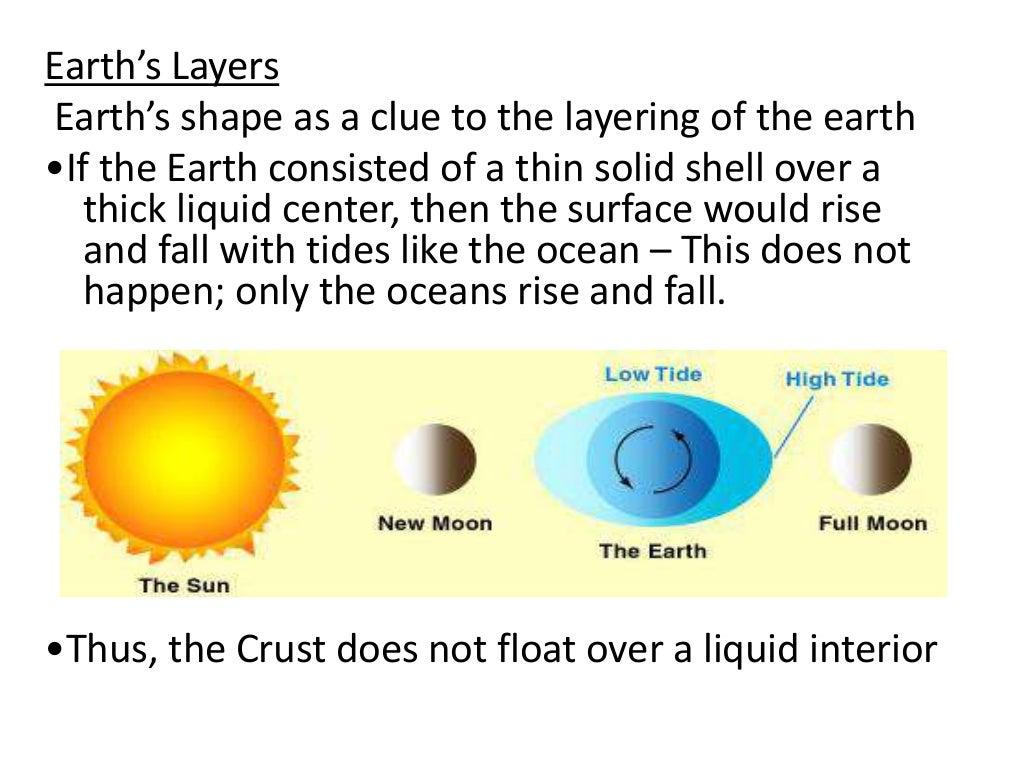 Earth’s Layers
Earth’s shape as a clue to the layering of the earth
•If the Earth consisted of a thin solid shell over a
thick liquid center, then the surface would rise
and fall with tides like the ocean – This does not
happen; only the oceans rise and fall.
Low Tide
High Tide
New Moon
Full Moon
The Earth
The Sun
•Thus, the Crust does not float over a liquid interior